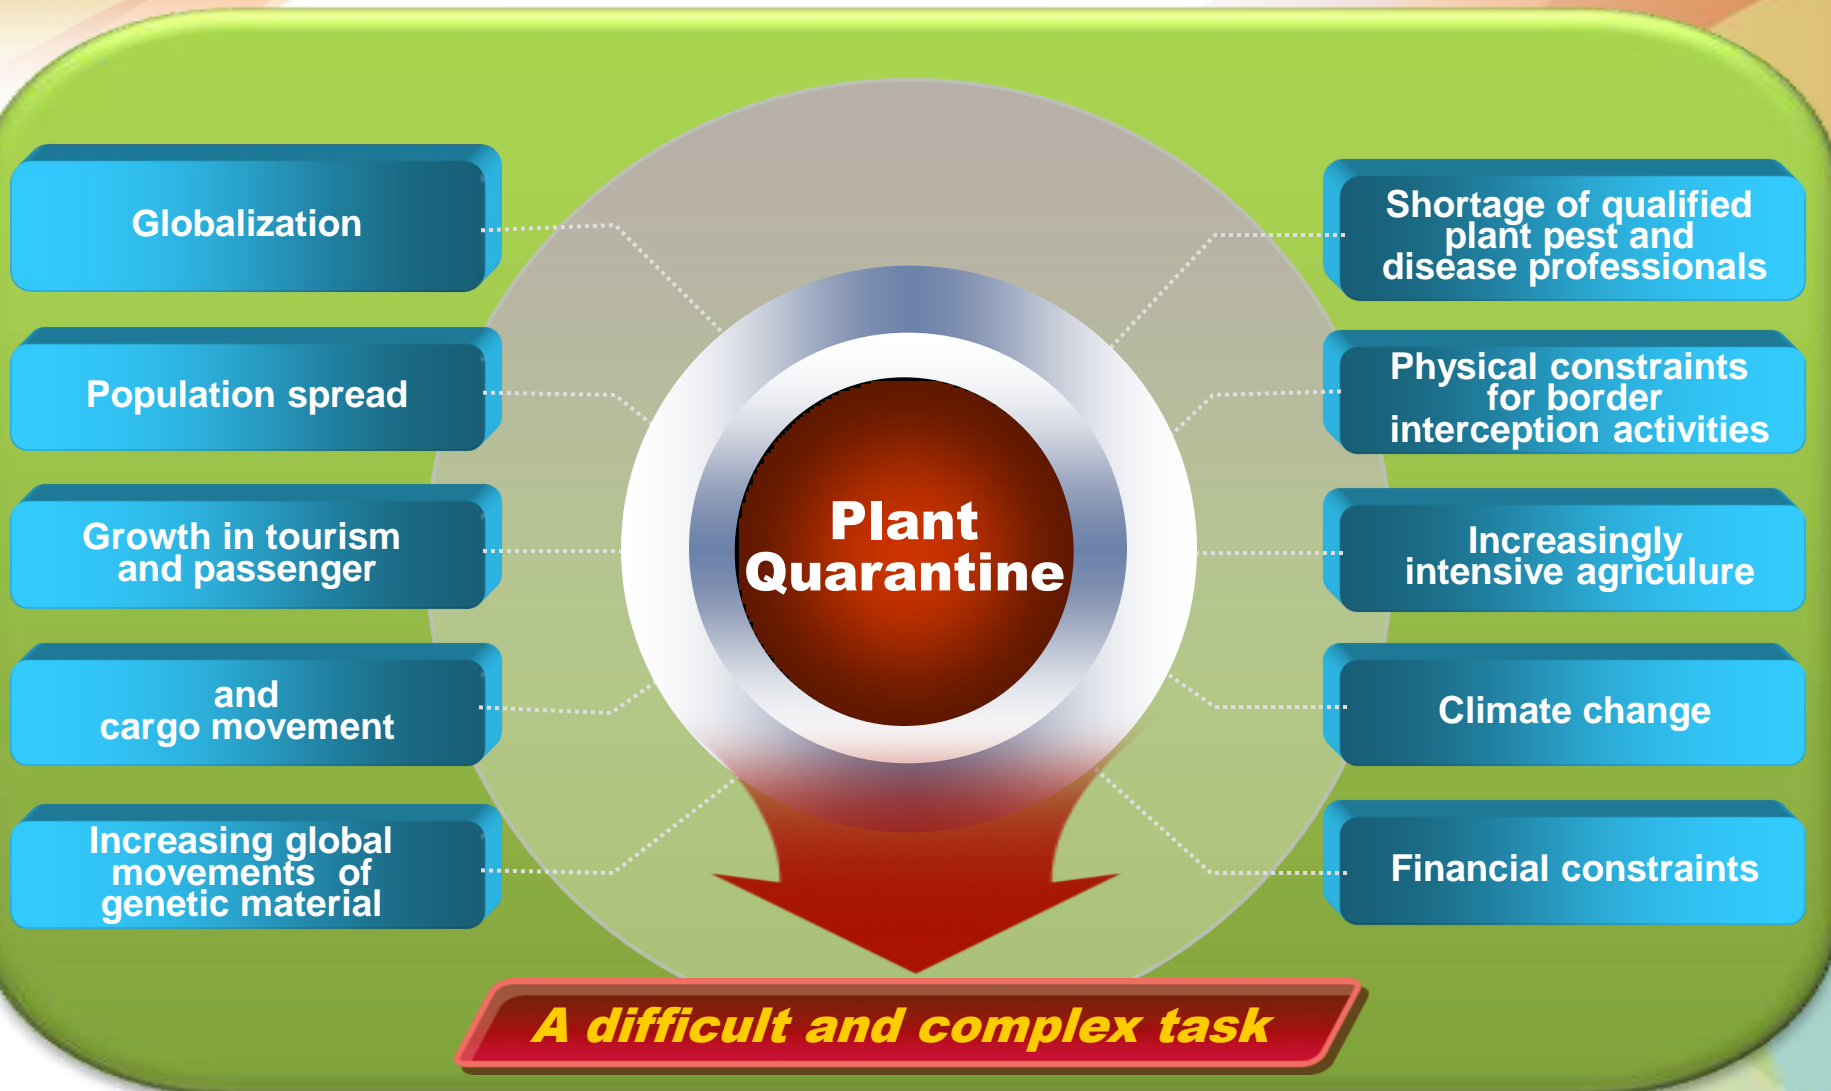 Globalization
Population spread
Growth in tourism
and passenger
and
cargo movement
Increasing global
movements of
genetic material
Plant
Quarantine
Shortage of qualified
plant pest and
disease professionals
Physical constraints
for border
interception activities
Increasingly
intensive agriculure
Climate change
Financial constraints
A difficult and complex task